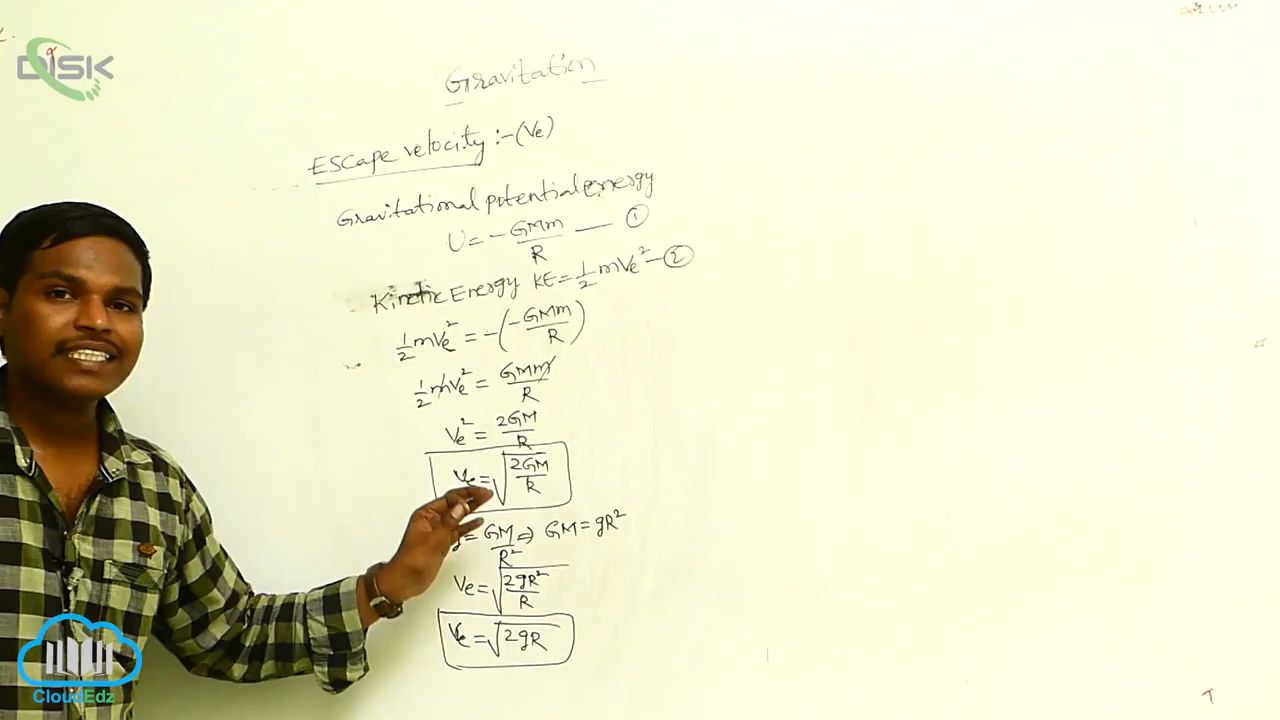 DISK
Gravitation
Escape velocity :- (Ve)
Gravitational potential energy
U = - GMm/R — ①
Kinetic Energy KE = 1/2 mVe² — ②
1/2 mVe² = -(- GMm/R)
1/2 mVe² = GMm/R
Ve² = 2GM/R
Ve = √(2GM/R)
g = GM/R² ⇒ GM = gR²
Ve = √(2gR²/R)
Ve = √2gR
CloudEdz